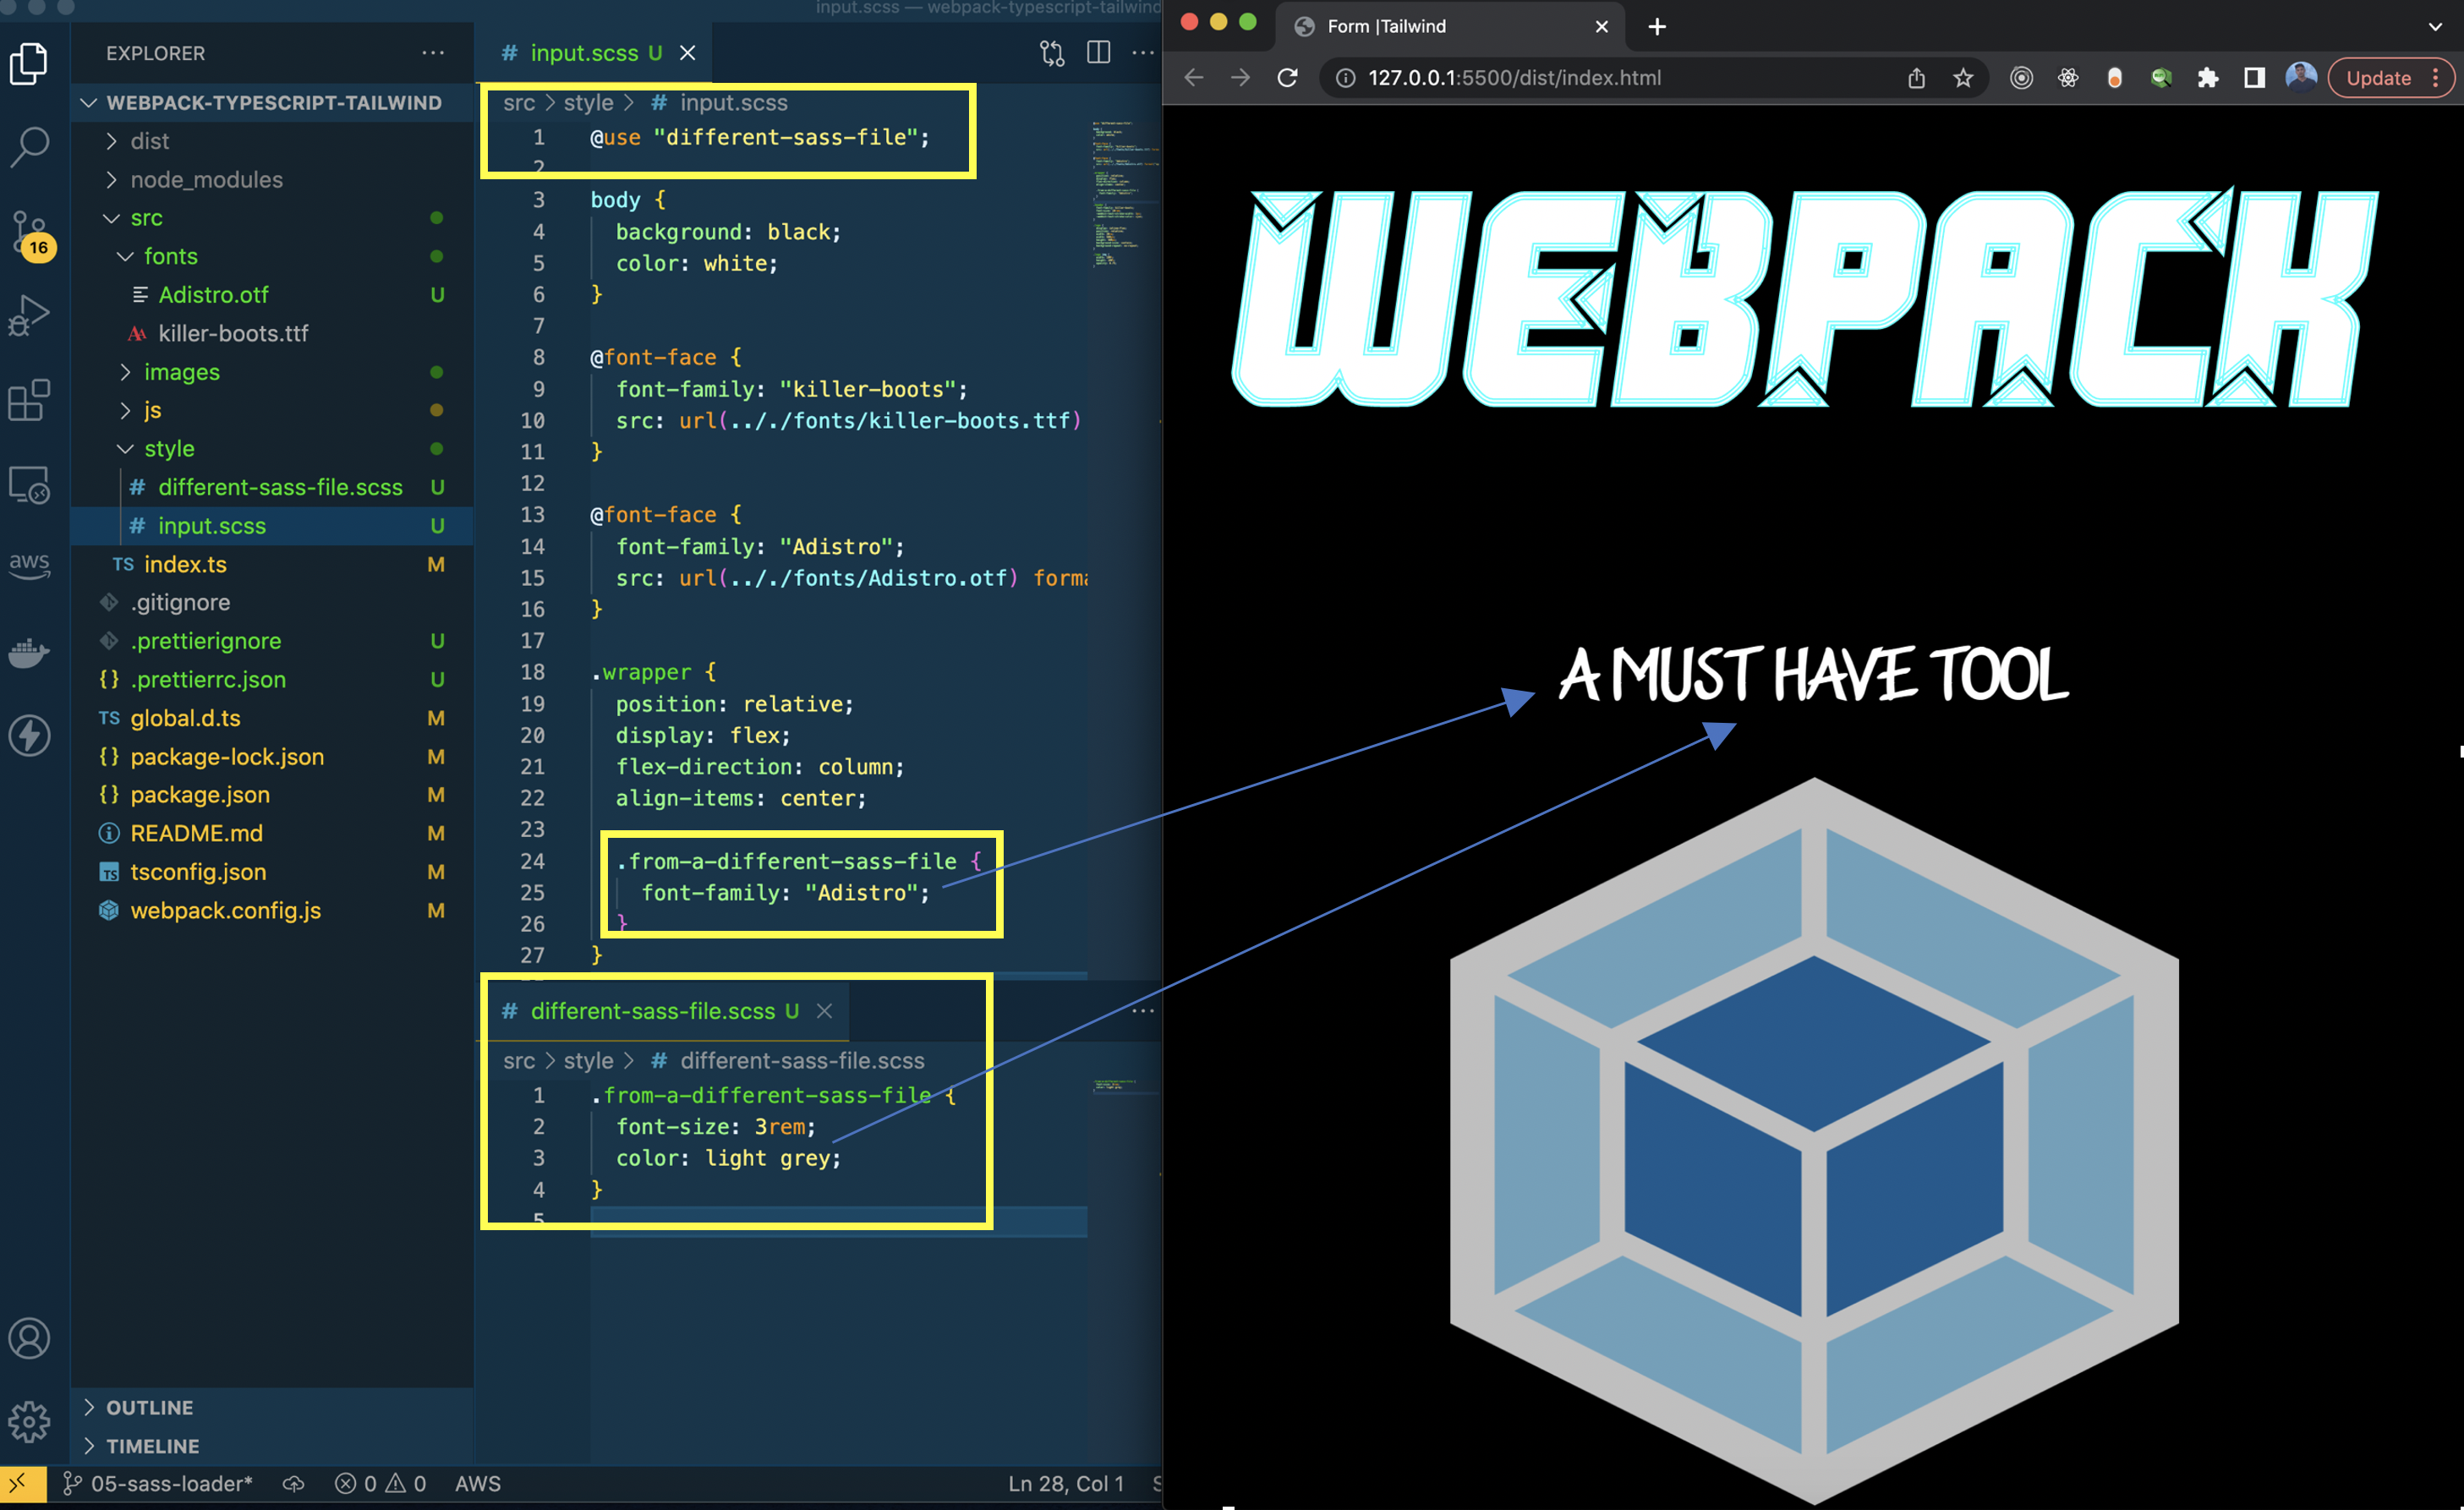 input.scss — webpack-typescript-tailwind
EXPLORER
WEBPACK-TYPESCRIPT-TAILWIND
dist
node_modules
src
fonts
Adistro.otf U
killer-boots.ttf
images
js
style
different-sass-file.scss U
input.scss U
TS index.ts M
.gitignore
.prettierignore U
{} .prettierrc.json U
TS global.d.ts M
{} package-lock.json M
{} package.json M
README.md M
TS tsconfig.json M
webpack.config.js M
16
aws
OUTLINE
TIMELINE
# input.scss U
src > style > # input.scss
1 @use "different-sass-file";
2
3 body {
4 background: black;
5 color: white;
6 }
7
8 @font-face {
9 font-family: "killer-boots";
10 src: url(.././fonts/killer-boots.ttf)
11 }
12
13 @font-face {
14 font-family: "Adistro";
15 src: url(.././fonts/Adistro.otf) forma
16 }
17
18 .wrapper {
19 position: relative;
20 display: flex;
21 flex-direction: column;
22 align-items: center;
23
24 .from-a-different-sass-file {
25 font-family: "Adistro";
26 }
27 }
# different-sass-file.scss U
src > style > # different-sass-file.scss
1 .from-a-different-sass-file {
2 font-size: 3rem;
3 color: light grey;
4 }
5
05-sass-loader* 0 0 AWS Ln 28, Col 1 S
Form |Tailwind
127.0.0.1:5500/dist/index.html
Update
WEBPACK
A MUST HAVE TOOL